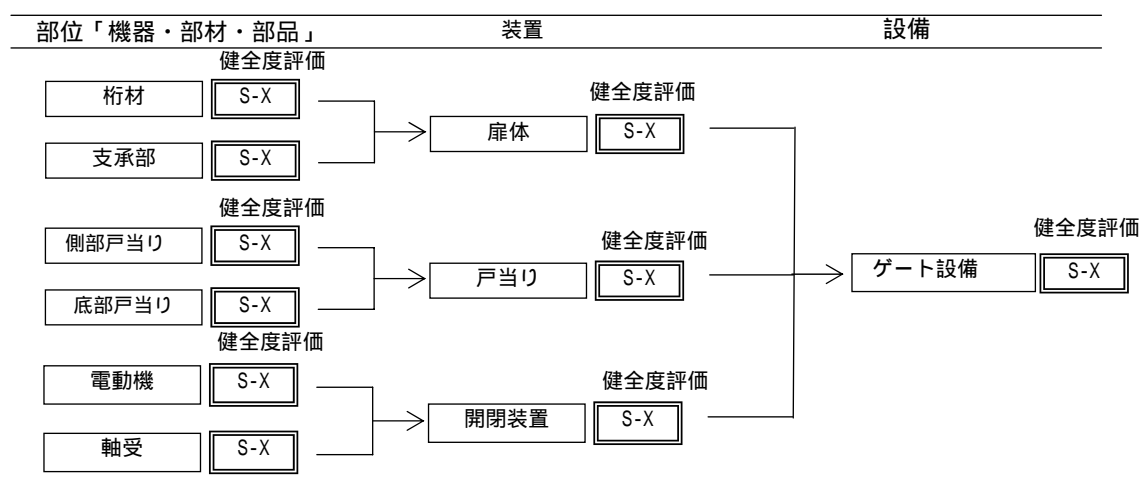 部位「機器・部材・部品」 装置 設備
健全度評価
桁材 S-X
健全度評価
扉体 S-X
支承部 S-X
健全度評価
側部戸当り S-X
健全度評価
戸当り S-X
健全度評価
ゲート設備 S-X
底部戸当り S-X
健全度評価
電動機 S-X
健全度評価
開閉装置 S-X
軸受 S-X